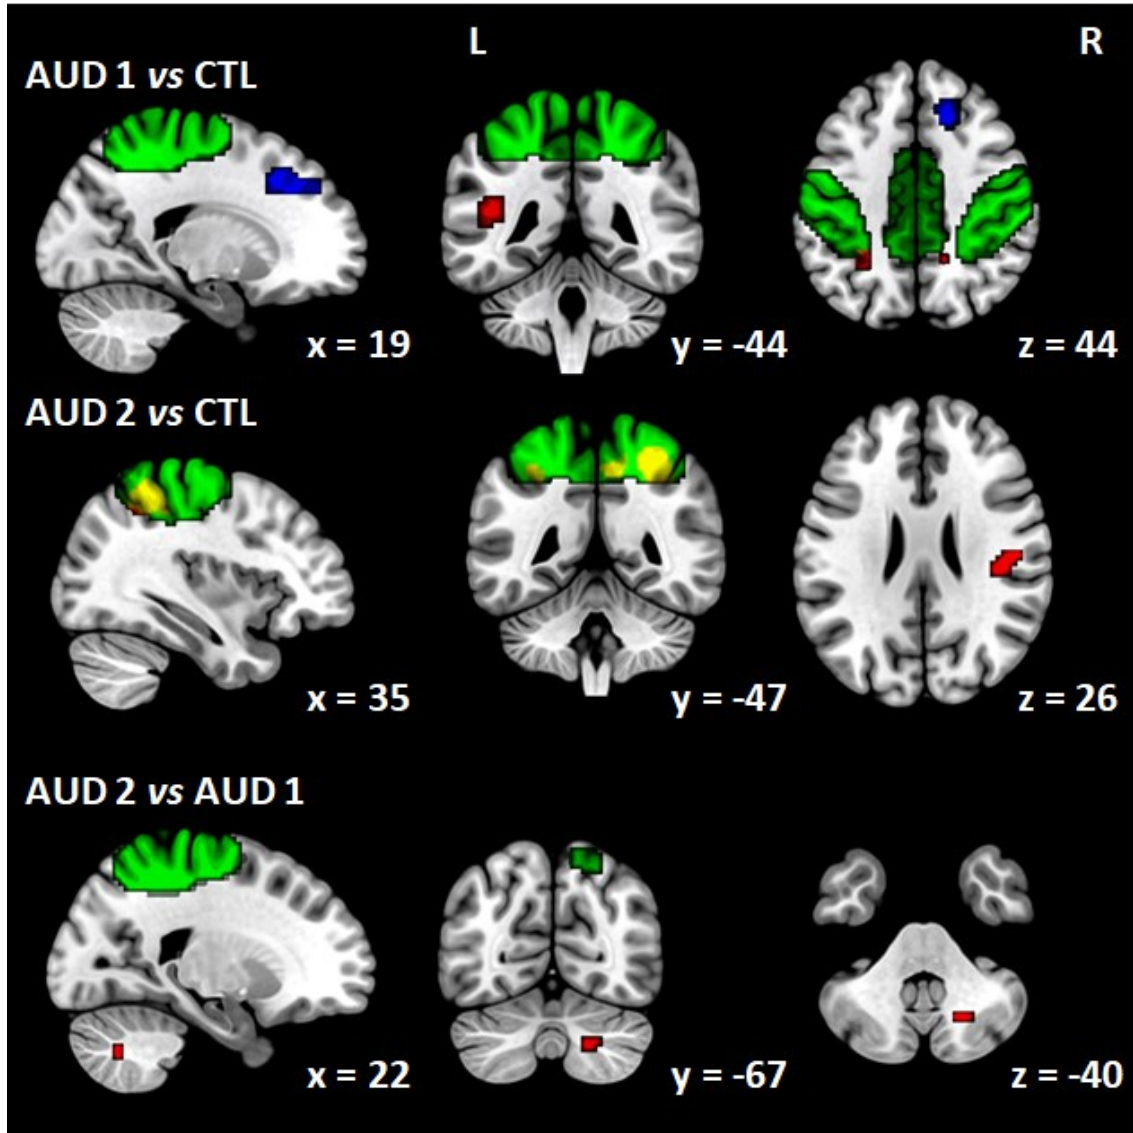 L R
AUD 1 vs CTL
x = 19 y = -44 z = 44
AUD 2 vs CTL
x = 35 y = -47 z = 26
AUD 2 vs AUD 1
x = 22 y = -67 z = -40